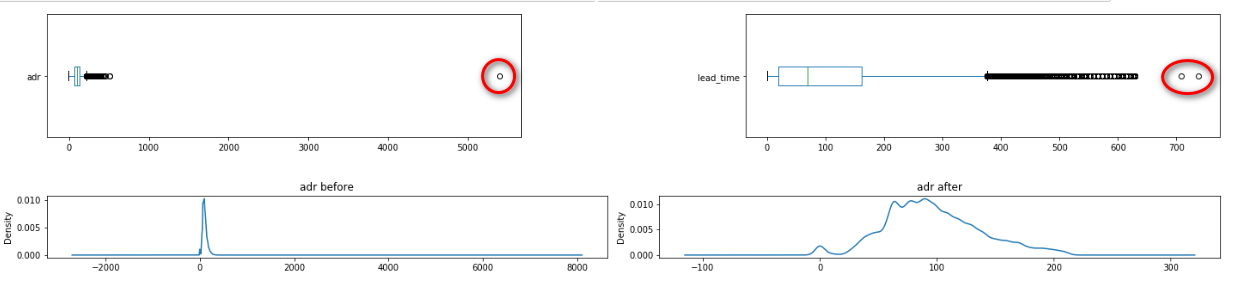 adr
0 1000 2000 3000 4000 5000
lead_time
0 100 200 300 400 500 600 700
adr before
Density
0.010
0.005
0.000
−2000 0 2000 4000 6000 8000
adr after
Density
0.010
0.005
0.000
−100 0 100 200 300